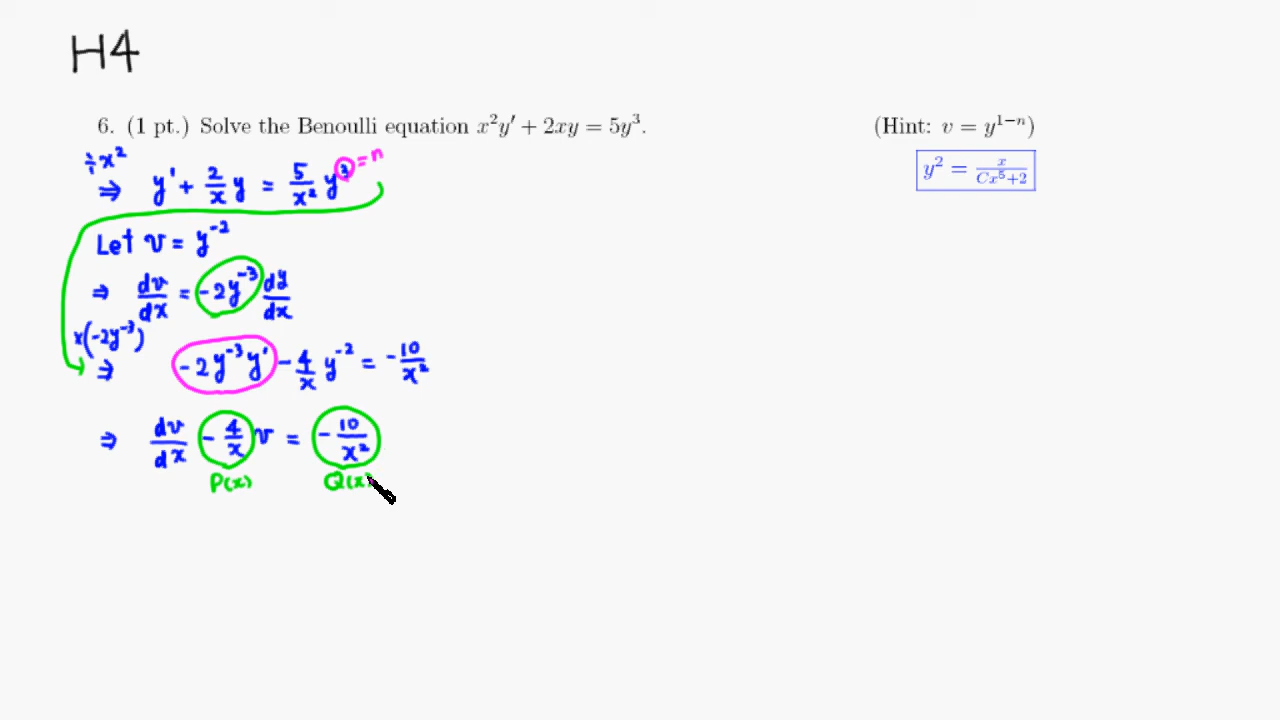 H4
6. (1 pt.) Solve the Benoulli equation x²y′ + 2xy = 5y³. (Hint: v = y¹⁻ⁿ)
y² = x/(Cx⁵+2)
÷x²
⇒ y' + 2/x y = 5/x² y³ = n
Let v = y⁻²
⇒ dv/dx = -2y⁻³ dy/dx
x(-2y⁻³)
⇒ -2y⁻³y' - 4/x y⁻² = -10/x²
⇒ dv/dx - 4/x v = -10/x²
P(x) Q(x)